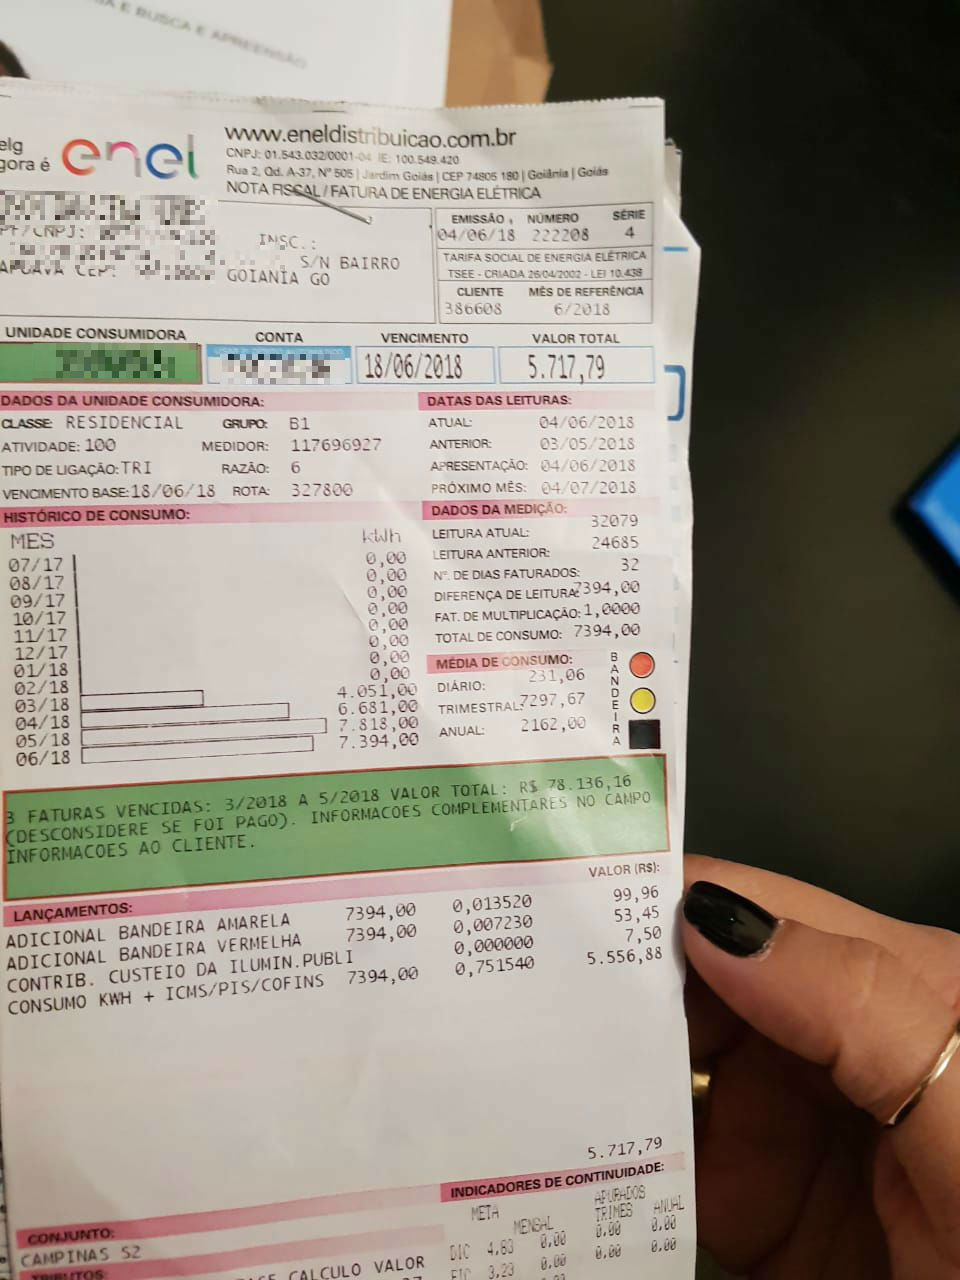 E BUSCA E APREENSÃO
elg
gora é enel
www.eneldistribuicao.com.br
CNPJ: 01.543.032/0001-04 IE: 100.549.420
Rua 2, Qd. A-37, Nº 505 | Jardim Goiás | CEP 74805 180 | Goiânia | Goiás
NOTA FISCAL / FATURA DE ENERGIA ELÉTRICA
PF/CNPJ:
INSC.:
S/N BAIRRO
APUAVA CEP:
GOIANIA GO
EMISSÃO NÚMERO SÉRIE
04/06/18 222208 4
TARIFA SOCIAL DE ENERGIA ELÉTRICA
TSEE - CRIADA 26/04/2002 - LEI 10.438
CLIENTE MÊS DE REFERÊNCIA
386608 6/2018
UNIDADE CONSUMIDORA CONTA VENCIMENTO VALOR TOTAL
18/06/2018 5.717,79
DADOS DA UNIDADE CONSUMIDORA:
CLASSE: RESIDENCIAL GRUPO: B1
ATIVIDADE: 100 MEDIDOR: 117696927
TIPO DE LIGAÇÃO: TRI RAZÃO: 6
VENCIMENTO BASE: 18/06/18 ROTA: 327800
DATAS DAS LEITURAS:
ATUAL: 04/06/2018
ANTERIOR: 03/05/2018
APRESENTAÇÃO: 04/06/2018
PRÓXIMO MÊS: 04/07/2018
HISTÓRICO DE CONSUMO:
MES kWh
07/17 0,00
08/17 0,00
09/17 0,00
10/17 0,00
11/17 0,00
12/17 0,00
01/18 0,00
02/18 0,00
03/18 4.051,00
04/18 6.681,00
05/18 7.818,00
06/18 7.394,00
DADOS DA MEDIÇÃO:
LEITURA ATUAL: 32079
LEITURA ANTERIOR: 24685
Nº. DE DIAS FATURADOS: 32
DIFERENÇA DE LEITURA: 7394,00
FAT. DE MULTIPLICAÇÃO: 1,0000
TOTAL DE CONSUMO: 7394,00
MÉDIA DE CONSUMO:
DIÁRIO: 231,06
TRIMESTRAL: 7297,67
ANUAL: 2162,00
BANDEIRA
3 FATURAS VENCIDAS: 3/2018 A 5/2018 VALOR TOTAL: R$ 78.136,16
(DESCONSIDERE SE FOI PAGO). INFORMACOES COMPLEMENTARES NO CAMPO
INFORMACOES AO CLIENTE.
LANÇAMENTOS: VALOR (R$):
ADICIONAL BANDEIRA AMARELA 7394,00 0,013520 99,96
ADICIONAL BANDEIRA VERMELHA 7394,00 0,007230 53,45
CONTRIB. CUSTEIO DA ILUMIN.PUBLI 0,000000 7,50
CONSUMO KWH + ICMS/PIS/COFINS 7394,00 0,751540 5.556,88
5.717,79
CONJUNTO:
CAMPINAS S2
TRIBUTOS:
BASE CALCULO VALOR
INDICADORES DE CONTINUIDADE:
META APURADOS
MENSAL TRIMES ANUAL
DIC 4,83 0,00 0,00 0,00
FIC 3,23 0,00 0,00 0,00